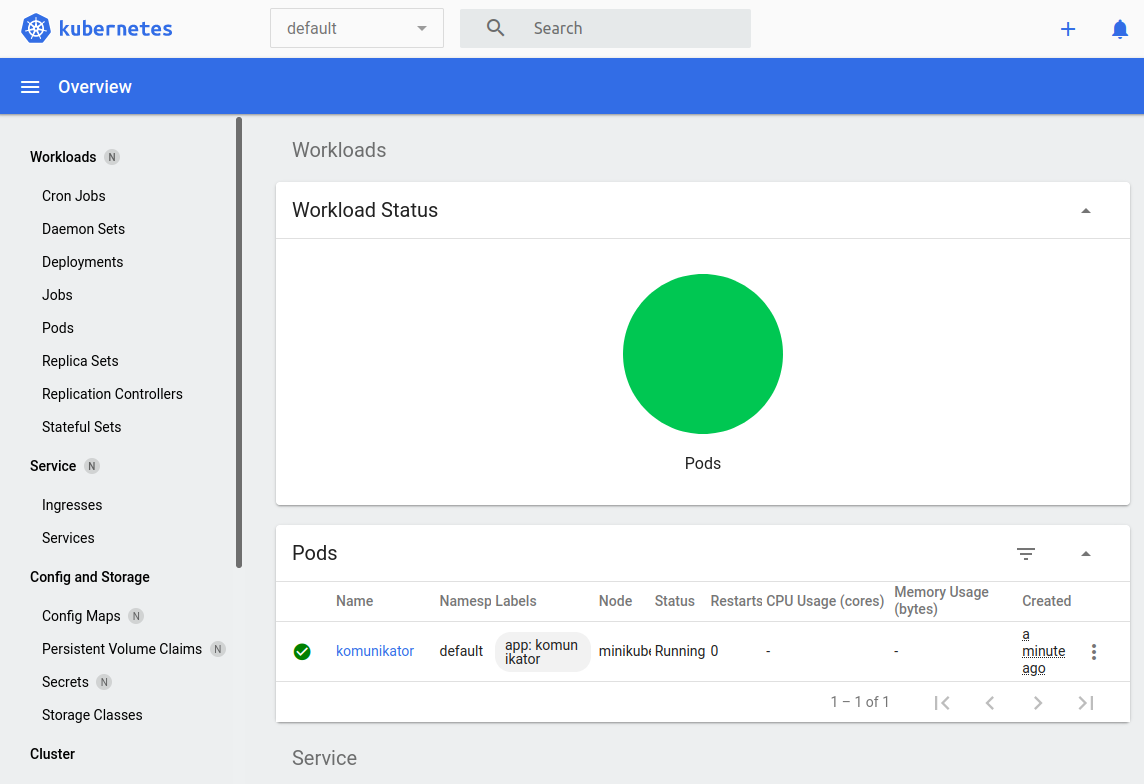 kubernetes
default
Search
Overview
Workloads N
Cron Jobs
Daemon Sets
Deployments
Jobs
Pods
Replica Sets
Replication Controllers
Stateful Sets
Service N
Ingresses
Services
Config and Storage
Config Maps N
Persistent Volume Claims N
Secrets N
Storage Classes
Cluster
Workloads
Workload Status
Pods
Pods
Name Namesp Labels Node Status Restarts CPU Usage (cores) Memory Usage
(bytes) Created
komunikator default app: komun
ikator minikube Running 0 - - a
minute
ago
1 – 1 of 1
Service